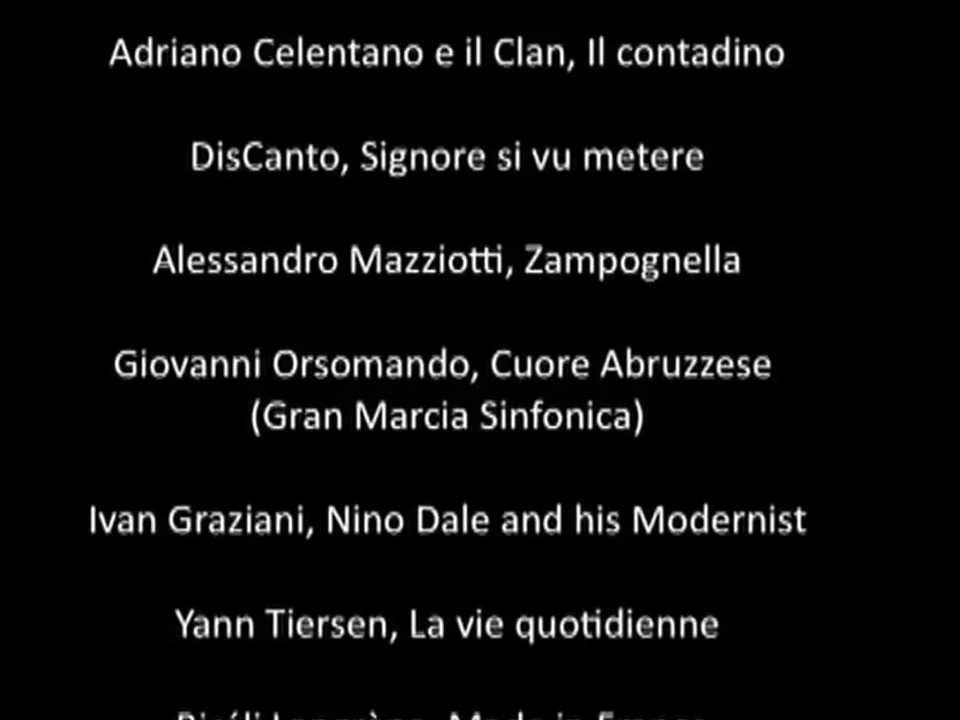 Adriano Celentano e il Clan, Il contadino
DisCanto, Signore si vu metere
Alessandro Mazziotti, Zampognella
Giovanni Orsomando, Cuore Abruzzese
(Gran Marcia Sinfonica)
Ivan Graziani, Nino Dale and his Modernist
Yann Tiersen, La vie quotidienne